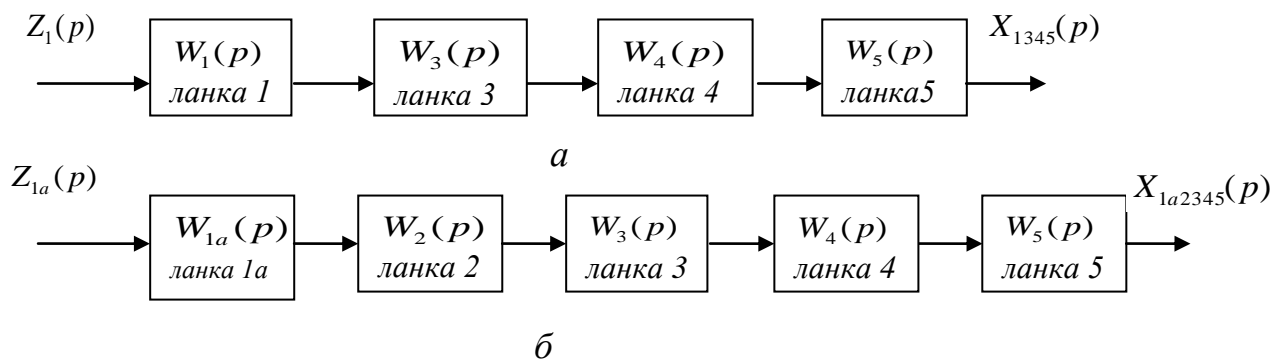 Z₁(p)
X₁₃₄₅(p)
W₁(p)
ланка 1
W₃(p)
ланка 3
W₄(p)
ланка 4
W₅(p)
ланка5
а
Z₁ₐ(p)
X₁ₐ₂₃₄₅(p)
W₁ₐ(p)
ланка 1а
W₂(p)
ланка 2
W₃(p)
ланка 3
W₄(p)
ланка 4
W₅(p)
ланка 5
б